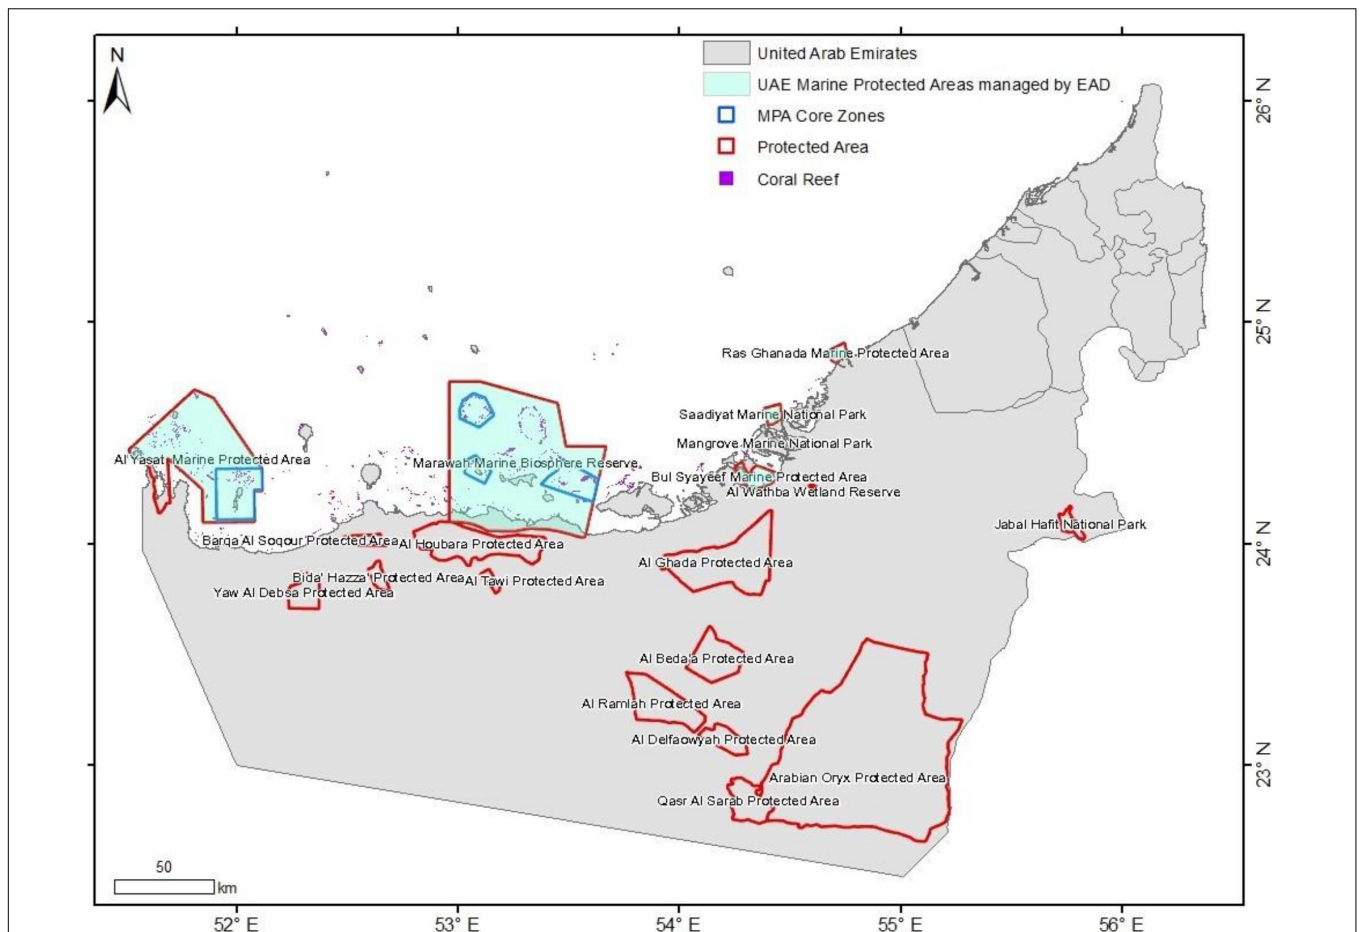 N
United Arab Emirates
UAE Marine Protected Areas managed by EAD
MPA Core Zones
Protected Area
Coral Reef
26° N
25° N
Ras Ghanada Marine Protected Area
Saadiyat Marine National Park
Mangrove Marine National Park
Al Yasat Marine Protected Area
Marawah Marine Biosphere Reserve
Bul Syayeef Marine Protected Area
Al Wathba Wetland Reserve
Jabal Hafit National Park
24° N
Barqa Al Soqour Protected Area
Al Houbara Protected Area
Al Ghada Protected Area
Bida' Hazza' Protected Area
Al Tawi Protected Area
Yaw Al Debsa Protected Area
Al Beda'a Protected Area
Al Ramlah Protected Area
Al Delfaowyah Protected Area
23° N
Arabian Oryx Protected Area
Qasr Al Sarab Protected Area
50
km
52° E
53° E
54° E
55° E
56° E